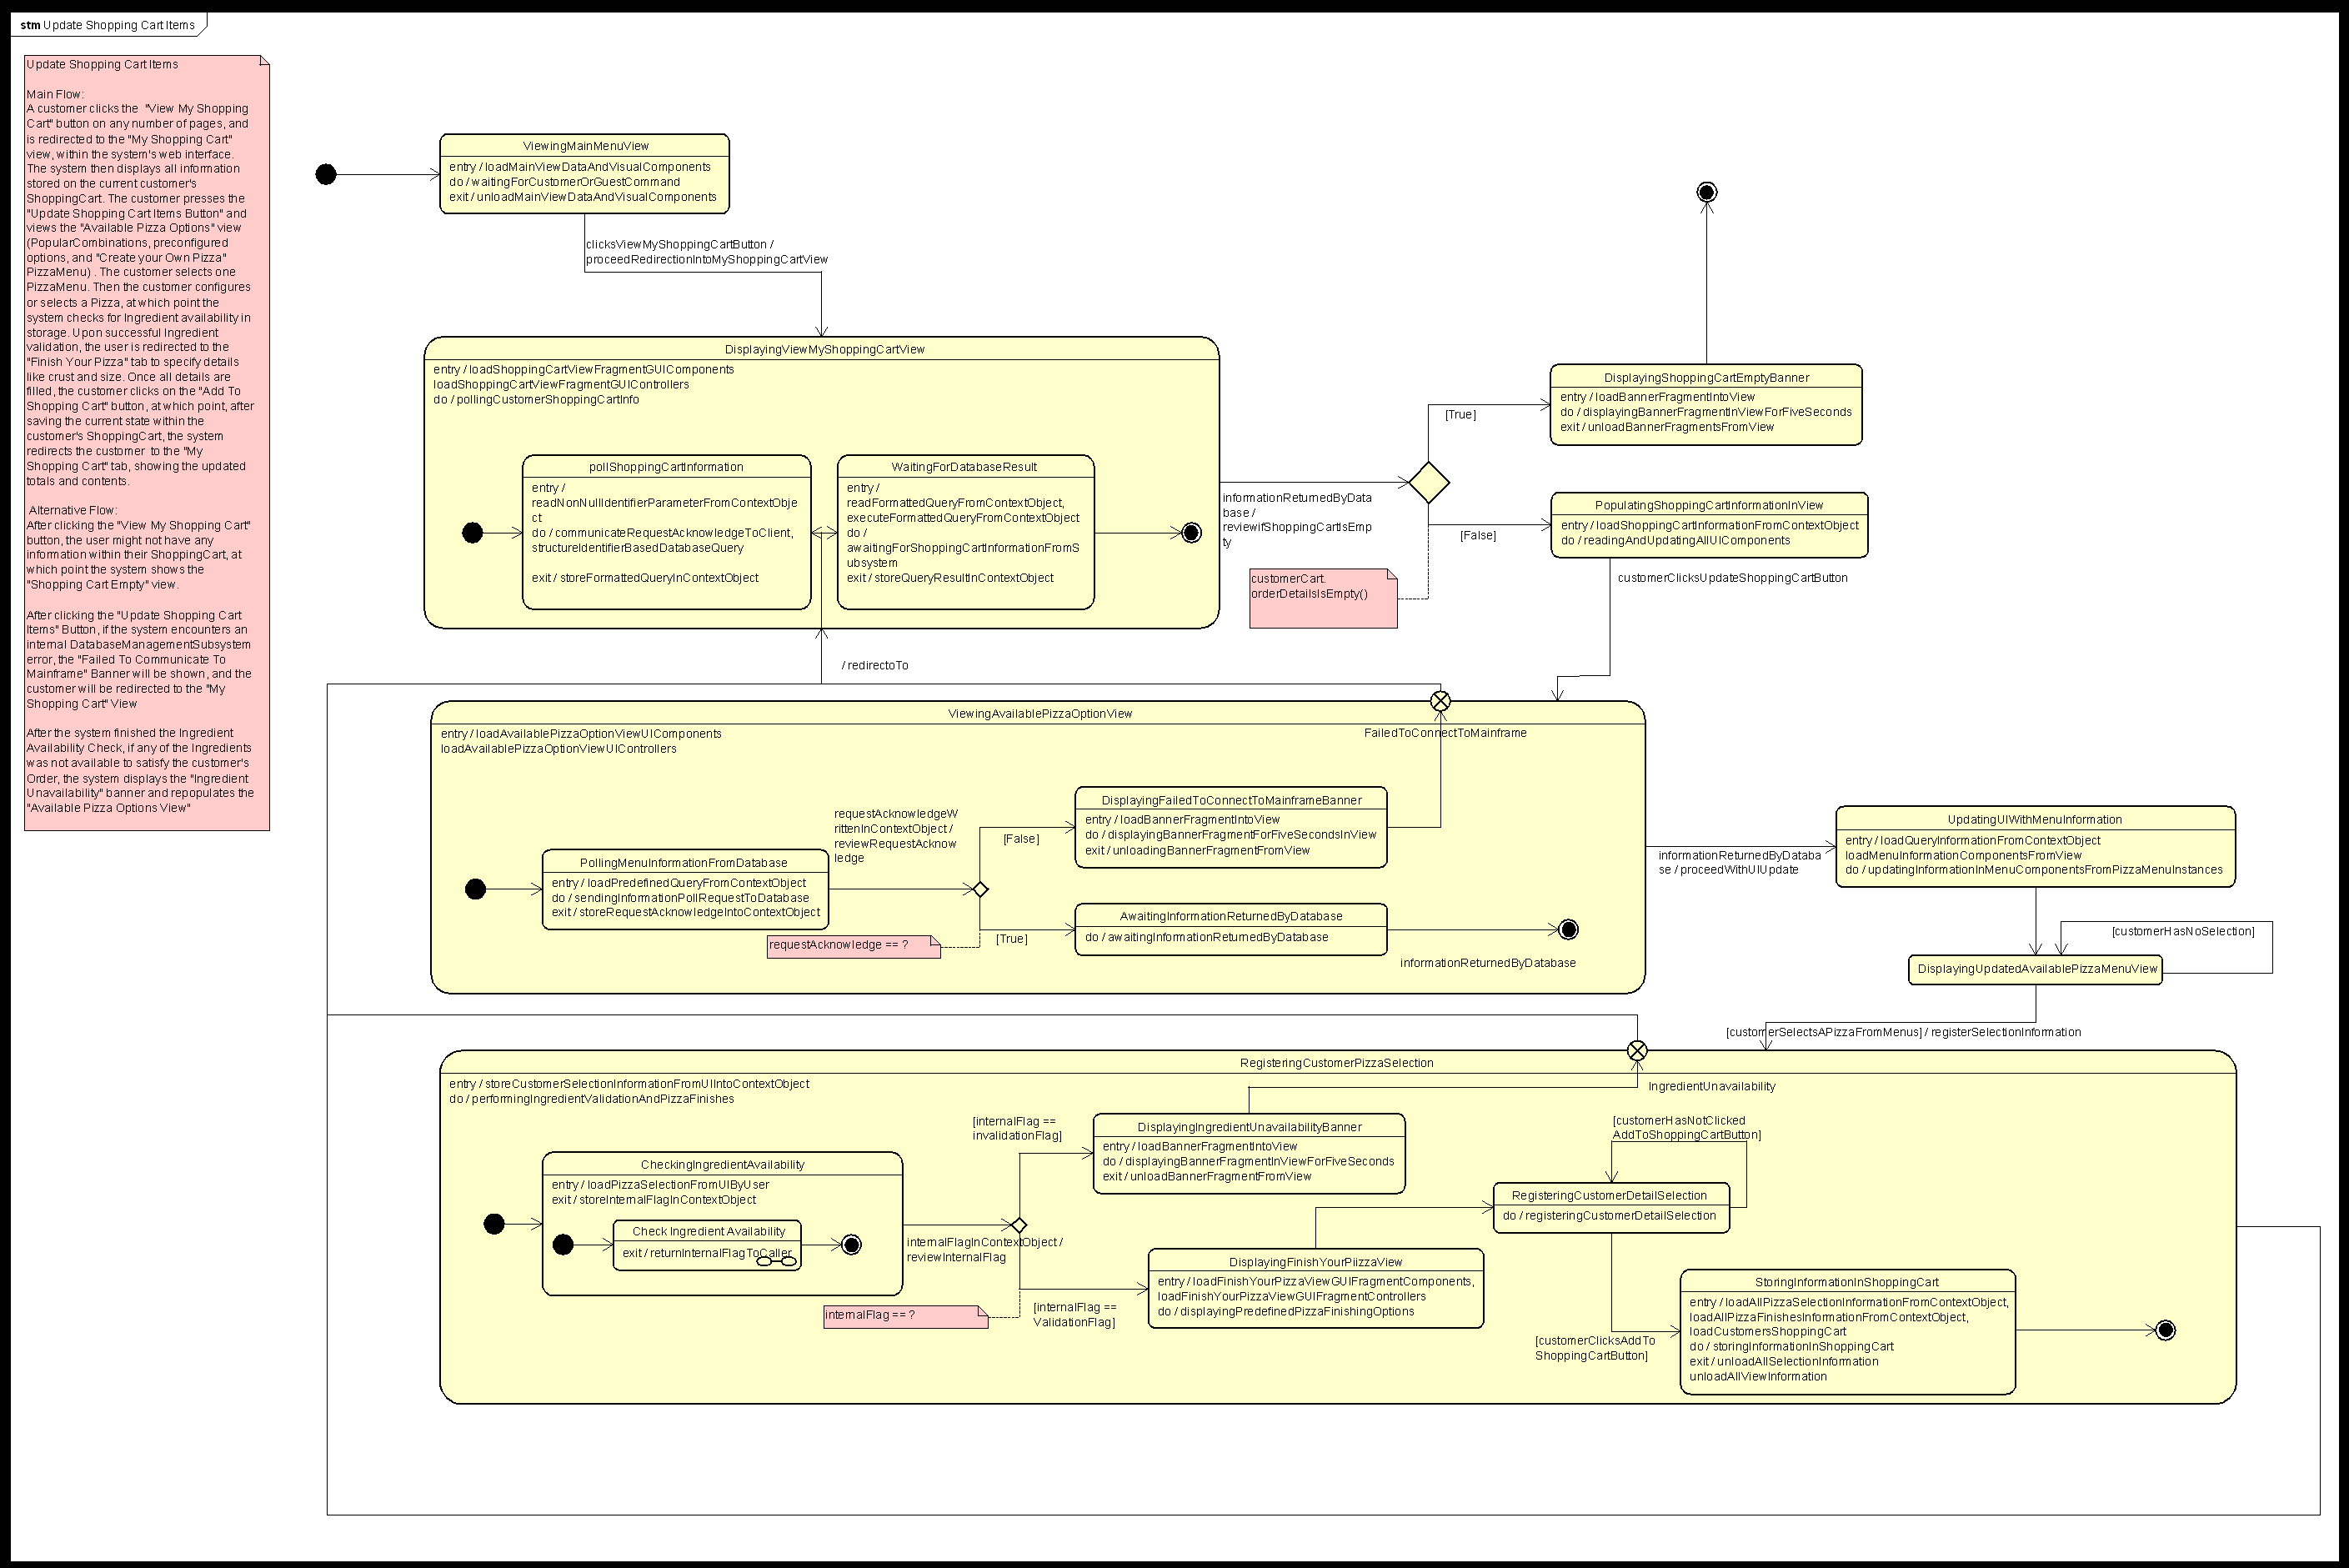 stm Update Shopping Cart Items
Update Shopping Cart Items
Main Flow:
A customer clicks the "View My Shopping
Cart" button on any number of pages, and
is redirected to the "My Shopping Cart"
view, within the system's web interface.
The system then displays all information
stored on the current customer's
ShoppingCart. The customer presses the
"Update Shopping Cart Items Button" and
views the "Available Pizza Options" view
(PopularCombinations, preconfigured
options, and "Create your Own Pizza"
PizzaMenu) . The customer selects one
PizzaMenu. Then the customer configures
or selects a Pizza, at which point the
system checks for Ingredient availability in
storage. Upon successful Ingredient
validation, the user is redirected to the
"Finish Your Pizza" tab to specify details
like crust and size. Once all details are
filled, the customer clicks on the "Add To
Shopping Cart" button, at which point, after
saving the current state within the
customer's ShoppingCart, the system
redirects the customer to the "My
Shopping Cart" tab, showing the updated
totals and contents.
Alternative Flow:
After clicking the "View My Shopping Cart"
button, the user might not have any
information within their ShoppingCart, at
which point the system shows the
"Shopping Cart Empty" view.
After clicking the "Update Shopping Cart
Items" Button, if the system encounters an
internal DatabaseManagementSubsystem
error, the "Failed To Communicate To
Mainframe" Banner will be shown, and the
customer will be redirected to the "My
Shopping Cart" View
After the system finished the Ingredient
Availability Check, if any of the Ingredients
was not available to satisfy the customer's
Order, the system displays the "Ingredient
Unavailability" banner and repopulates the
"Available Pizza Options View"
ViewingMainMenuView
entry / loadMainViewDataAndVisualComponents
do / waitingForCustomerOrGuestCommand
exit / unloadMainViewDataAndVisualComponents
clicksViewMyShoppingCartButton /
proceedRedirectionIntoMyShoppingCartView
DisplayingViewMyShoppingCartView
entry / loadShoppingCartViewFragmentGUIComponents
loadShoppingCartViewFragmentGUIControllers
do / pollingCustomerShoppingCartInfo
pollShoppingCartInformation
entry /
readNonNullIdentifierParameterFromContextObje
ct
do / communicateRequestAcknowledgeToClient,
structureIdentifierBasedDatabaseQuery
exit / storeFormattedQueryInContextObject
WaitingForDatabaseResult
entry /
readFormattedQueryFromContextObject,
executeFormattedQueryFromContextObject
do /
awaitingForShoppingCartInformationFromS
ubsystem
exit / storeQueryResultInContextObject
informationReturnedByData
base /
reviewifShoppingCartIsEmp
ty
customerCart.
orderDetailsIsEmpty()
[True]
[False]
DisplayingShoppingCartEmptyBanner
entry / loadBannerFragmentIntoView
do / displayingBannerFragmentInViewForFiveSeconds
exit / unloadBannerFragmentsFromView
PopulatingShoppingCartInformationInView
entry / loadShoppingCartInformationFromContextObject
do / readingAndUpdatingAllUIComponents
customerClicksUpdateShoppingCartButton
/ redirectoTo
ViewingAvailablePizzaOptionView
entry / loadAvailablePizzaOptionViewUIComponents
loadAvailablePizzaOptionViewUIControllers
FailedToConnectToMainframe
PollingMenuInformationFromDatabase
entry / loadPredefinedQueryFromContextObject
do / sendingInformationPollRequestToDatabase
exit / storeRequestAcknowledgeIntoContextObject
requestAcknowledgeW
rittenInContextObject /
reviewRequestAcknow
ledge
requestAcknowledge == ?
[False]
[True]
DisplayingFailedToConnectToMainframeBanner
entry / loadBannerFragmentIntoView
do / displayingBannerFragmentForFiveSecondsInView
exit / unloadingBannerFragmentFromView
AwaitingInformationReturnedByDatabase
do / awaitingInformationReturnedByDatabase
informationReturnedByDatabase
informationReturnedByDataba
se / proceedWithUIUpdate
UpdatingUIWithMenuInformation
entry / loadQueryInformationFromContextObject
loadMenuInformationComponentsFromView
do / updatingInformationInMenuComponentsFromPizzaMenuInstances
[customerHasNoSelection]
DisplayingUpdatedAvailablePizzaMenuView
[customerSelectsAPizzaFromMenus] / registerSelectionInformation
RegisteringCustomerPizzaSelection
entry / storeCustomerSelectionInformationFromUIIntoContextObject
do / performingIngredientValidationAndPizzaFinishes
IngredientUnavailability
CheckingIngredientAvailability
entry / loadPizzaSelectionFromUIByUser
exit / storeInternalFlagInContextObject
Check Ingredient Availability
exit / returnInternalFlagToCaller
internalFlagInContextObject /
reviewInternalFlag
internalFlag == ?
[internalFlag ==
invalidationFlag]
[internalFlag ==
ValidationFlag]
DisplayingIngredientUnavailabilityBanner
entry / loadBannerFragmentIntoView
do / displayingBannerFragmentInViewForFiveSeconds
exit / unloadBannerFragmentFromView
DisplayingFinishYourPiizzaView
entry / loadFinishYourPizzaViewGUIFragmentComponents,
loadFinishYourPizzaViewGUIFragmentControllers
do / displayingPredefinedPizzaFinishingOptions
[customerHasNotClicked
AddToShoppingCartButton]
RegisteringCustomerDetailSelection
do / registeringCustomerDetailSelection
[customerClicksAddTo
ShoppingCartButton]
StoringInformationInShoppingCart
entry / loadAllPizzaSelectionInformationFromContextObject,
loadAllPizzaFinishesInformationFromContextObject,
loadCustomersShoppingCart
do / storingInformationInShoppingCart
exit / unloadAllSelectionInformation
unloadAllViewInformation